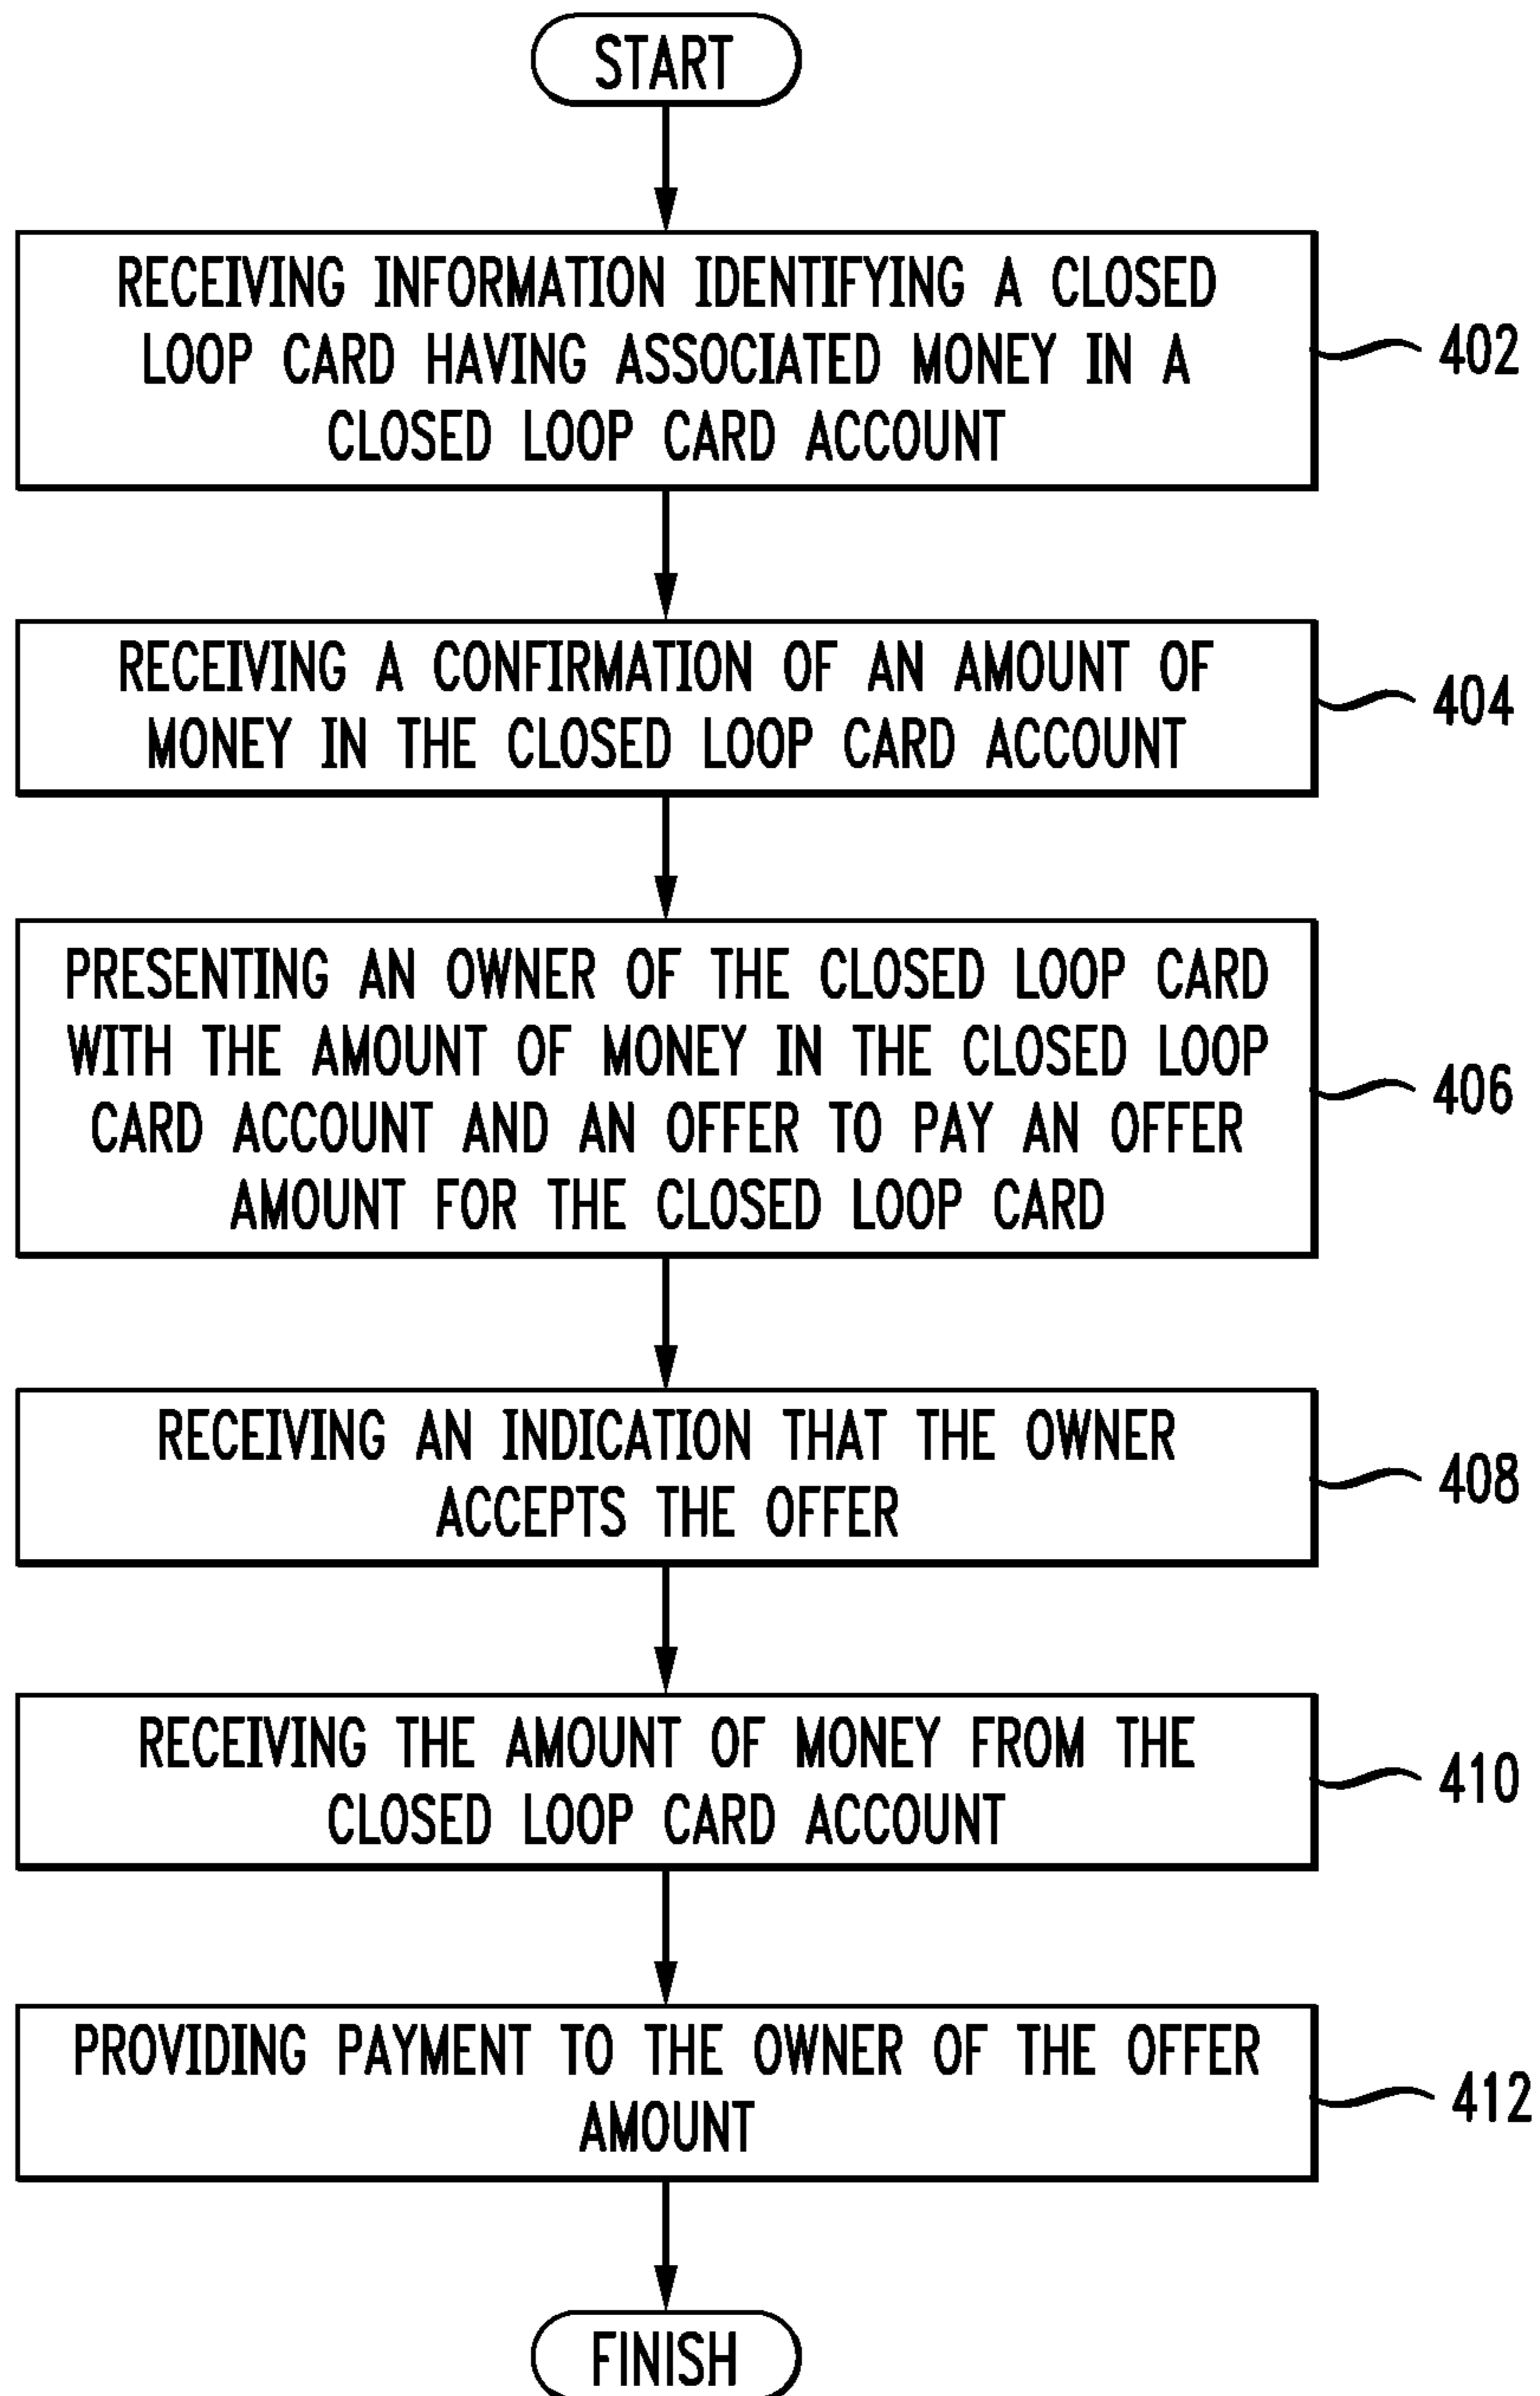 START
RECEIVING INFORMATION IDENTIFYING A CLOSED
LOOP CARD HAVING ASSOCIATED MONEY IN A
CLOSED LOOP CARD ACCOUNT
402
RECEIVING A CONFIRMATION OF AN AMOUNT OF
MONEY IN THE CLOSED LOOP CARD ACCOUNT
404
PRESENTING AN OWNER OF THE CLOSED LOOP CARD
WITH THE AMOUNT OF MONEY IN THE CLOSED LOOP
CARD ACCOUNT AND AN OFFER TO PAY AN OFFER
AMOUNT FOR THE CLOSED LOOP CARD
406
RECEIVING AN INDICATION THAT THE OWNER
ACCEPTS THE OFFER
408
RECEIVING THE AMOUNT OF MONEY FROM THE
CLOSED LOOP CARD ACCOUNT
410
PROVIDING PAYMENT TO THE OWNER OF THE OFFER
AMOUNT
412
FINISH